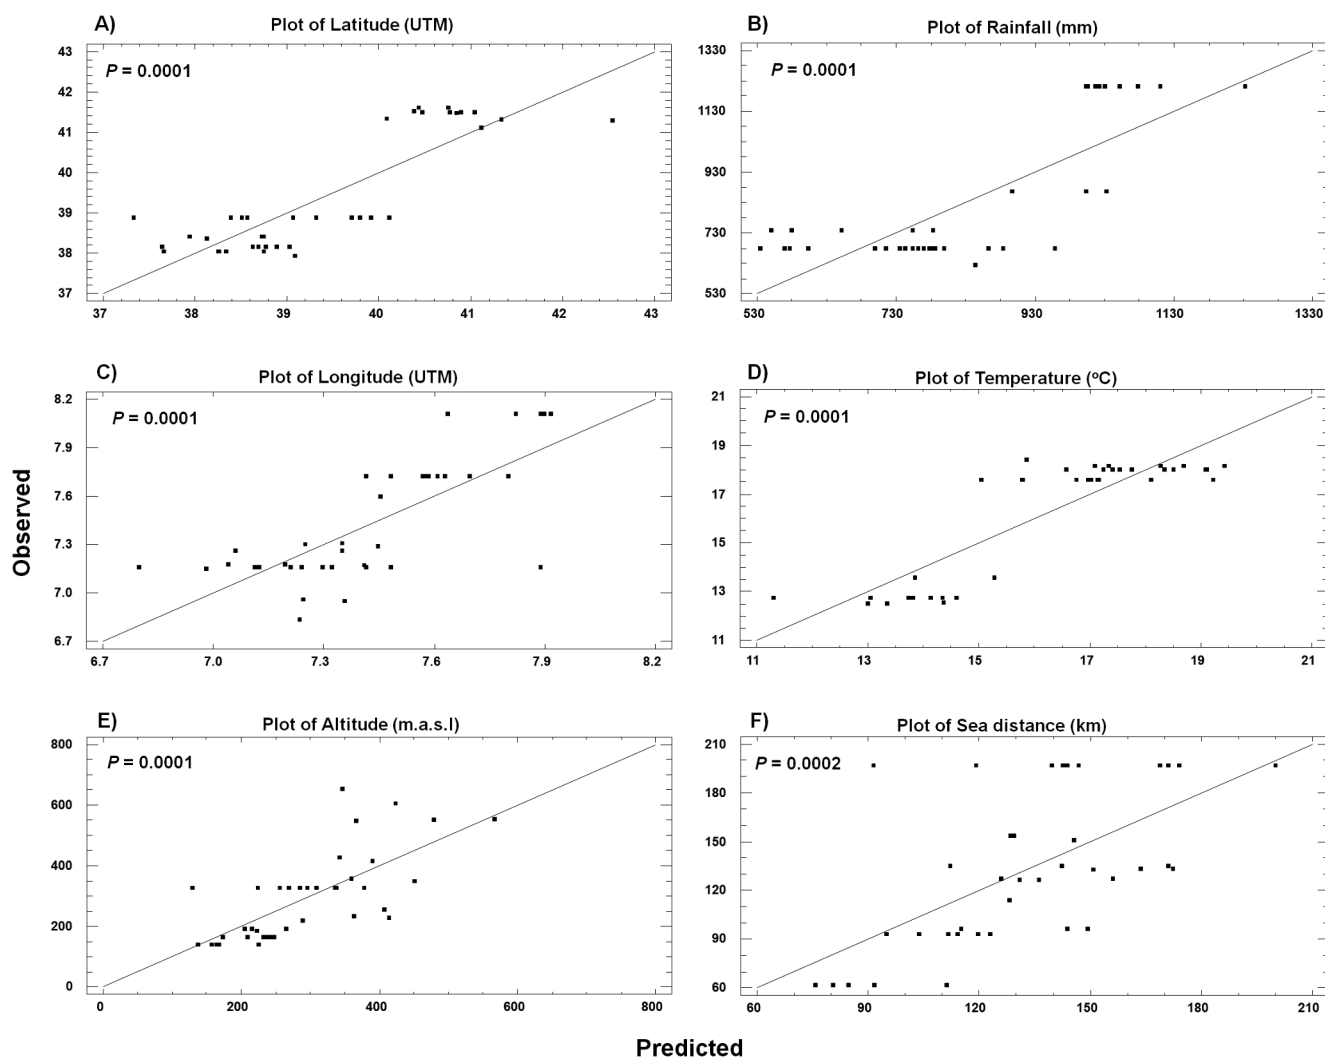 A)
Plot of Latitude (UTM)
P = 0.0001
43
42
41
40
39
38
37
37 38 39 40 41 42 43
B)
Plot of Rainfall (mm)
P = 0.0001
1330
1130
930
730
530
530 730 930 1130 1330
C)
Plot of Longitude (UTM)
P = 0.0001
8.2
7.9
7.6
7.3
7.0
6.7
6.7 7.0 7.3 7.6 7.9 8.2
D)
Plot of Temperature (ºC)
P = 0.0001
21
19
17
15
13
11
11 13 15 17 19 21
E)
Plot of Altitude (m.a.s.l)
P = 0.0001
800
600
400
200
0
0 200 400 600 800
F)
Plot of Sea distance (km)
P = 0.0002
210
180
150
120
90
60
60 90 120 150 180 210
Observed
Predicted